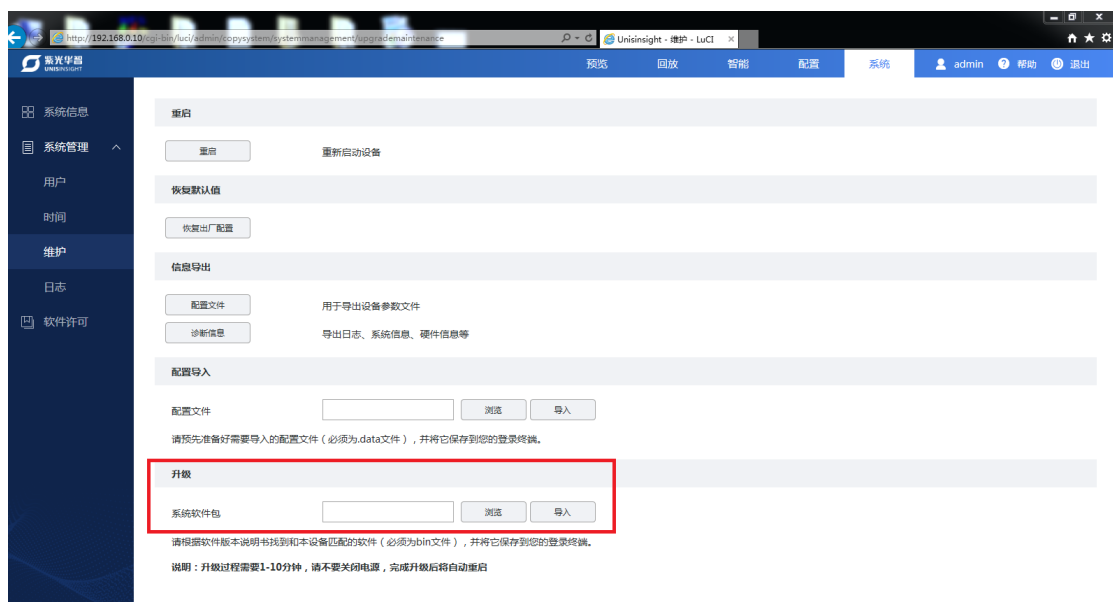 http://192.168.0.10/cgi-bin/luci/admin/copysystem/systemmanagement/upgrademaintenance
Unisinsight - 维护 - LuCI
紫光华智
UNISINSIGHT
预览 回放 智能 配置 系统 admin 帮助 退出
系统信息
系统管理
用户
时间
维护
日志
软件许可
重启
重启 重新启动设备
恢复默认值
恢复出厂配置
信息导出
配置文件 用于导出设备参数文件
诊断信息 导出日志、系统信息、硬件信息等
配置导入
配置文件 浏览 导入
请预先准备好需要导入的配置文件（必须为.data文件），并将它保存到您的登录终端。
升级
系统软件包 浏览 导入
请根据软件版本说明书找到和本设备匹配的软件（必须为bin文件），并将它保存到您的登录终端。
说明：升级过程需要1-10分钟，请不要关闭电源，完成升级后将自动重启